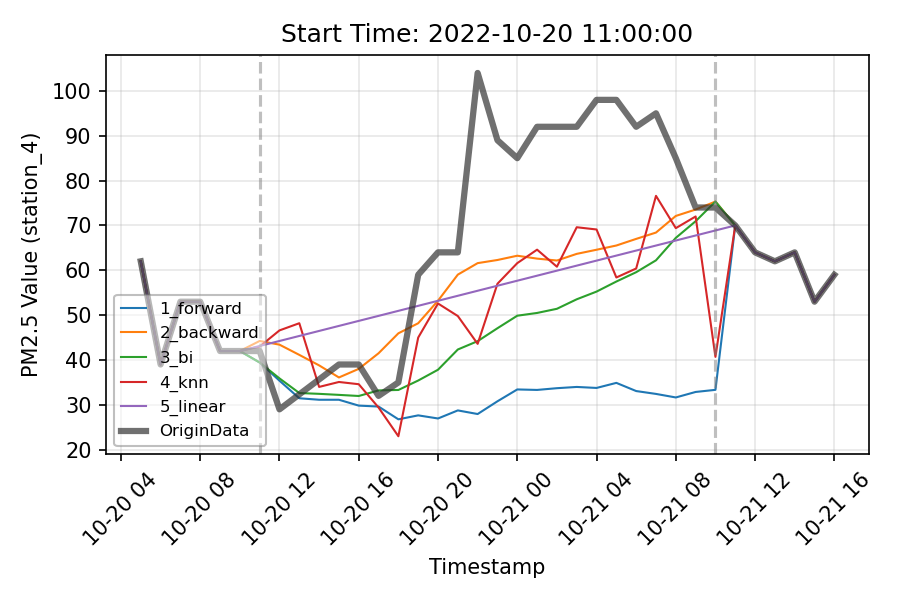 Start Time: 2022-10-20 11:00:00
PM2.5 Value (station_4)
100
90
80
70
60
50
40
30
20
1_forward
2_backward
3_bi
4_knn
5_linear
OriginData
10-20 04
10-20 08
10-20 12
10-20 16
10-20 20
10-21 00
10-21 04
10-21 08
10-21 12
10-21 16
Timestamp